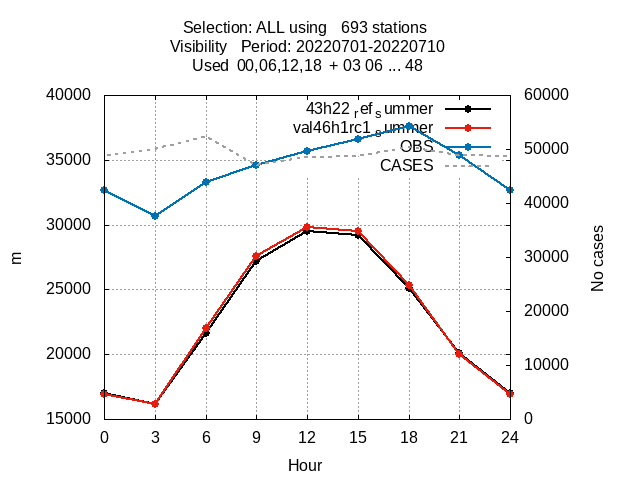 Selection: ALL using 693 stations
Visibility Period: 20220701-20220710
Used 00,06,12,18 + 03 06 ... 48
40000
35000
30000
25000
20000
15000
60000
50000
40000
30000
20000
10000
0
43h22_ref_summer
val46h1rc1_summer
OBS
CASES
m
No cases
0 3 6 9 12 15 18 21 24
Hour